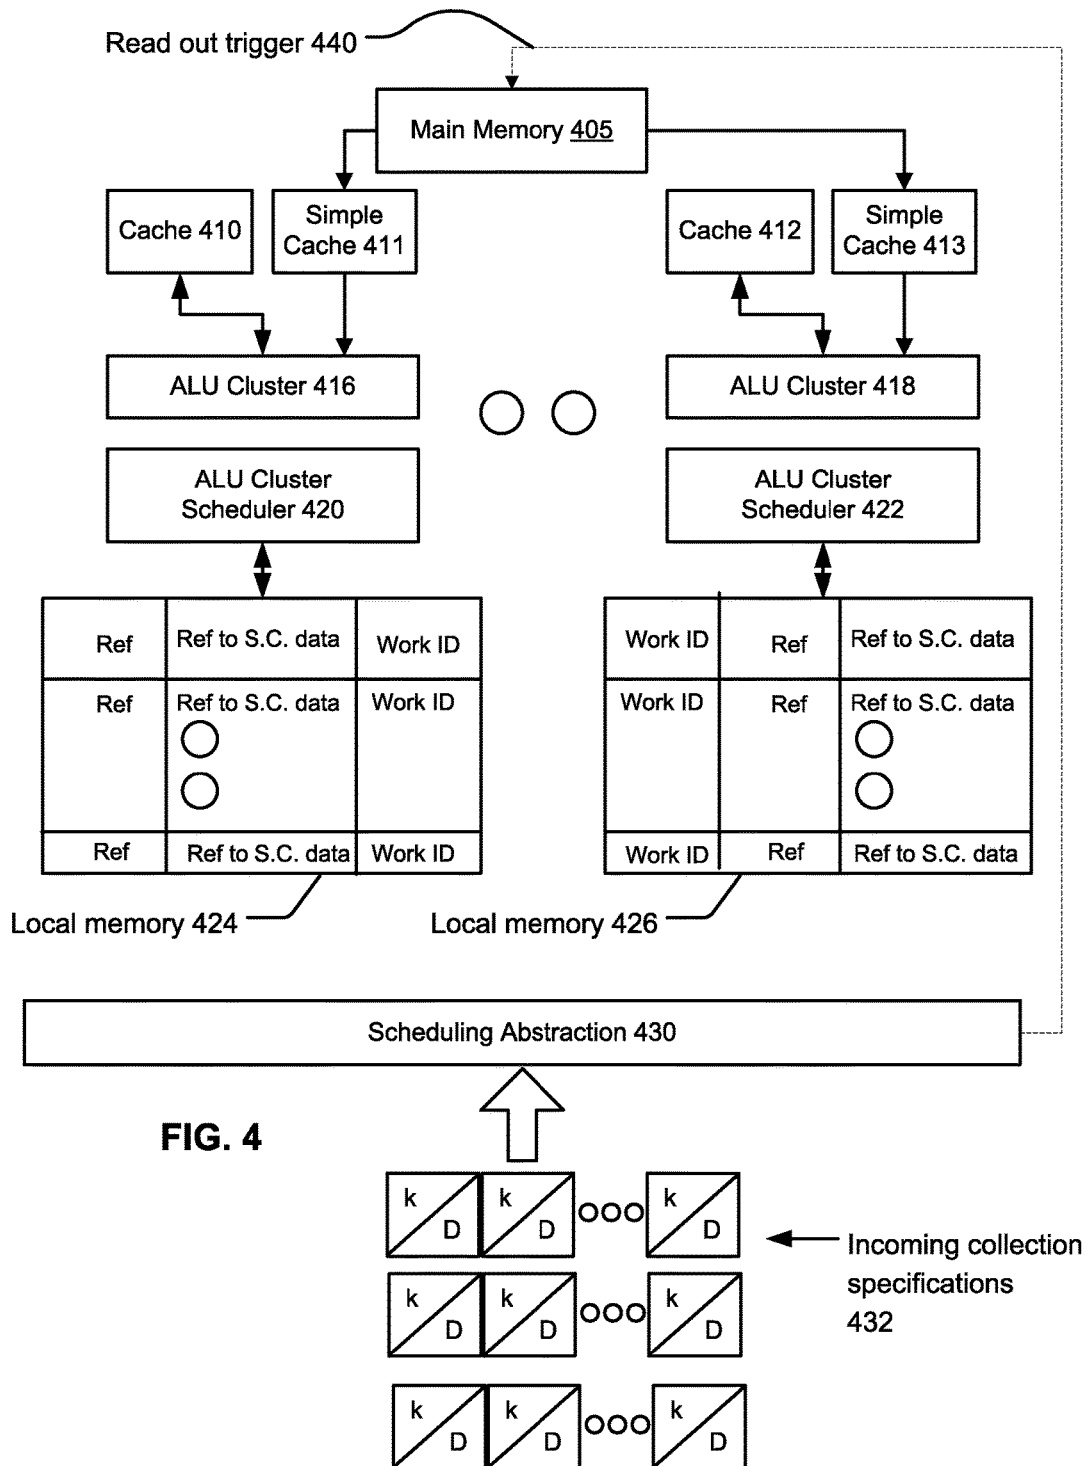 Read out trigger 440
Main Memory 405
Cache 410
Simple
Cache 411
Cache 412
Simple
Cache 413
ALU Cluster 416
ALU Cluster 418
ALU Cluster
Scheduler 420
ALU Cluster
Scheduler 422
Ref Ref to S.C. data Work ID
Work ID Ref Ref to S.C. data
Ref Ref to S.C. data Work ID
Work ID Ref Ref to S.C. data
Ref Ref to S.C. data Work ID
Work ID Ref Ref to S.C. data
Local memory 424
Local memory 426
Scheduling Abstraction 430
FIG. 4
k D k D k D
Incoming collection
specifications
432
k D k D k D
k D k D k D